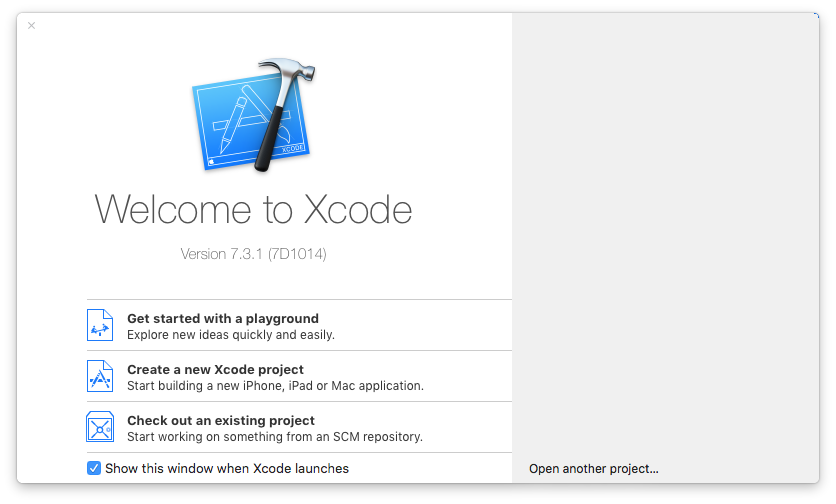 XCODE
Welcome to Xcode
Version 7.3.1 (7D1014)
Get started with a playground
Explore new ideas quickly and easily.
Create a new Xcode project
Start building a new iPhone, iPad or Mac application.
Check out an existing project
Start working on something from an SCM repository.
Show this window when Xcode launches
Open another project...